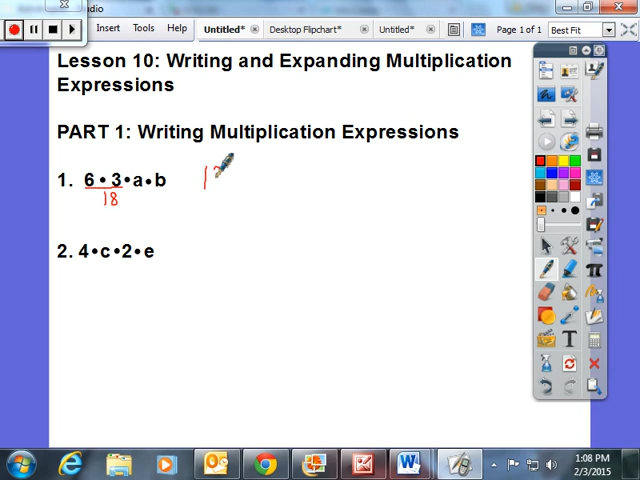 Insert Tools Help Untitled* Desktop Flipchart* Untitled* Page 1 of 1 Best Fit
Lesson 10: Writing and Expanding Multiplication
Expressions
PART 1: Writing Multiplication Expressions
1. 6 • 3 • a • b
18
2. 4 • c • 2 • e
1:08 PM
2/3/2015